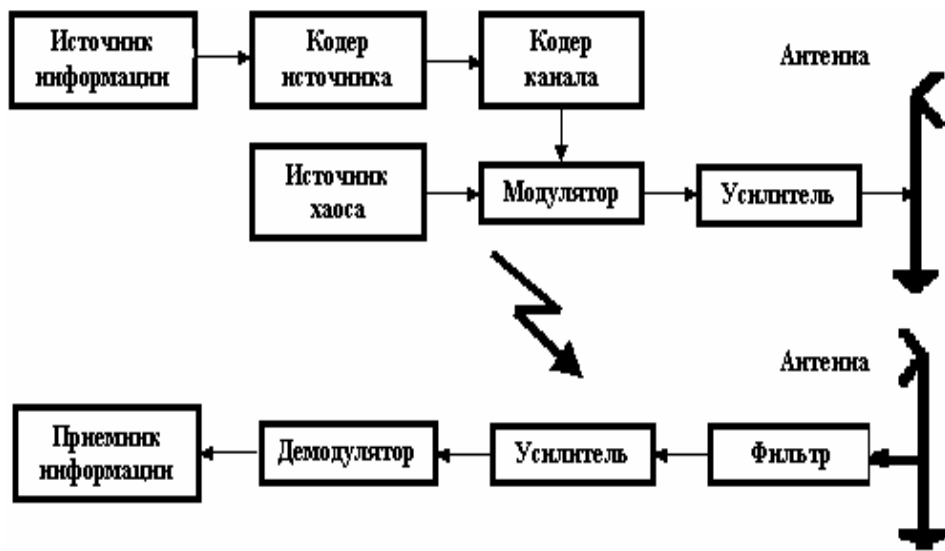 Источник
информации
Кодер
источника
Кодер
канала
Антенна
Источник
хаоса
Модулятор
Усилитель
Антенна
Приемник
информации
Демодулятор
Усилитель
Фильтр